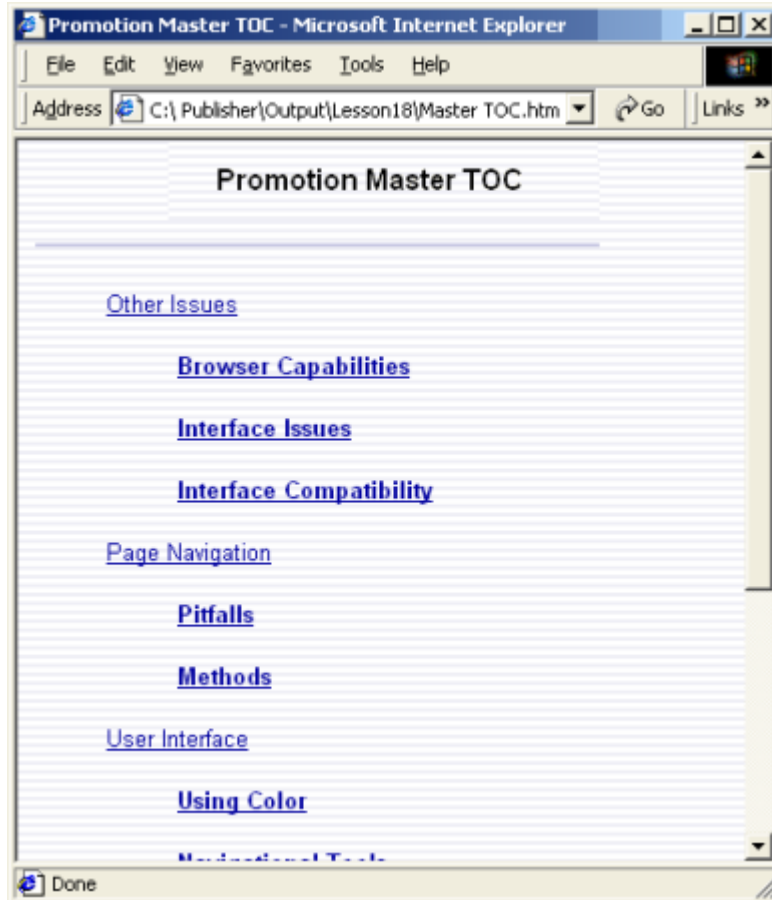 Promotion Master TOC - Microsoft Internet Explorer
File Edit View Favorites Tools Help
Address C:\ Publisher\Output\Lesson18\Master TOC.htm Go Links »
Promotion Master TOC
Other Issues
Browser Capabilities
Interface Issues
Interface Compatibility
Page Navigation
Pitfalls
Methods
User Interface
Using Color
Navigational Tools
Done